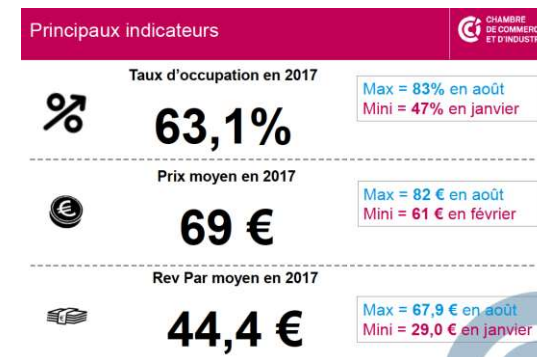 Principaux indicateurs
CHAMBRE
DE COMMERC
ET D'INDUSTR
Taux d'occupation en 2017
63,1%
Max = 83% en août
Mini = 47% en janvier
Prix moyen en 2017
69 €
Max = 82 € en août
Mini = 61 € en février
Rev Par moyen en 2017
44,4 €
Max = 67,9 € en août
Mini = 29,0 € en janvier